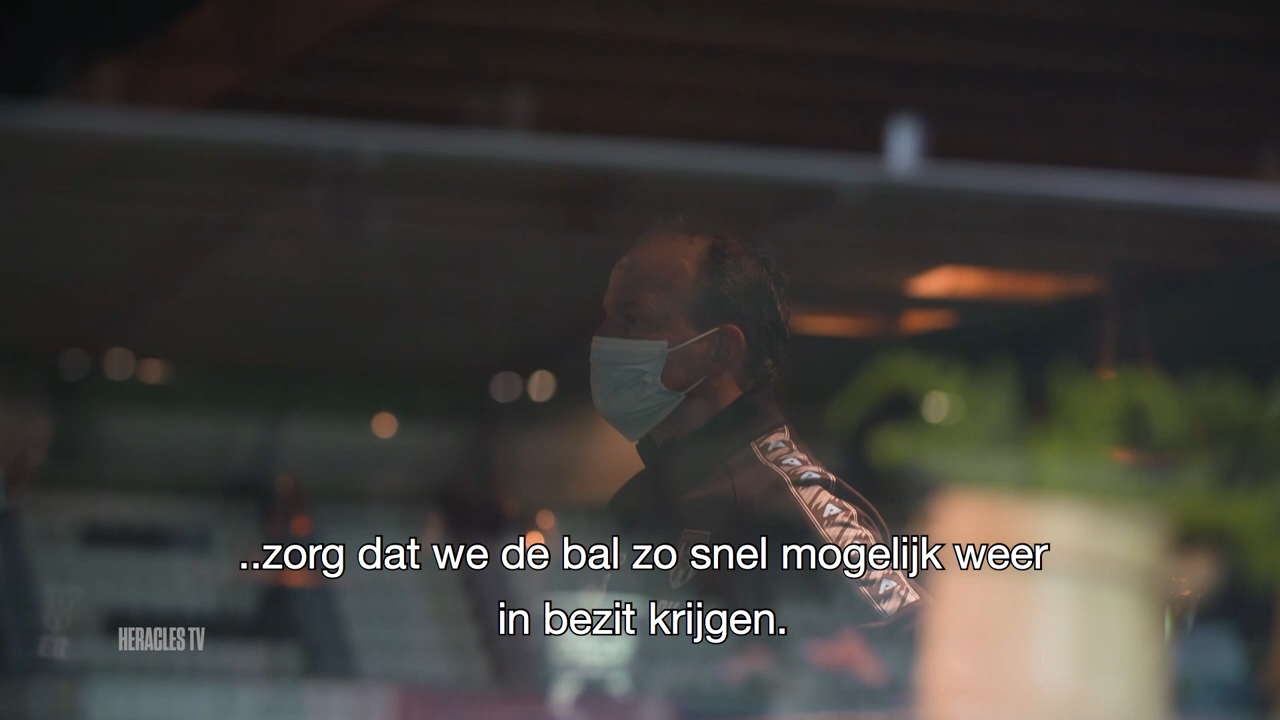 ..zorg dat we de bal zo snel mogelijk weer
in bezit krijgen.
HERACLES TV